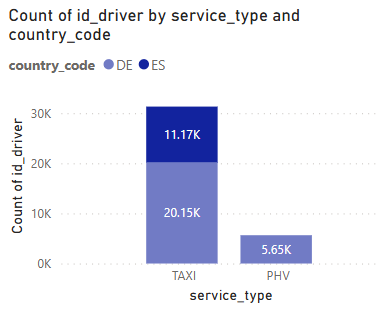 Count of id_driver by service_type and
country_code
country_code DE ES
Count of id_driver
30K
20K
10K
0K
11.17K
20.15K
5.65K
TAXI PHV
service_type